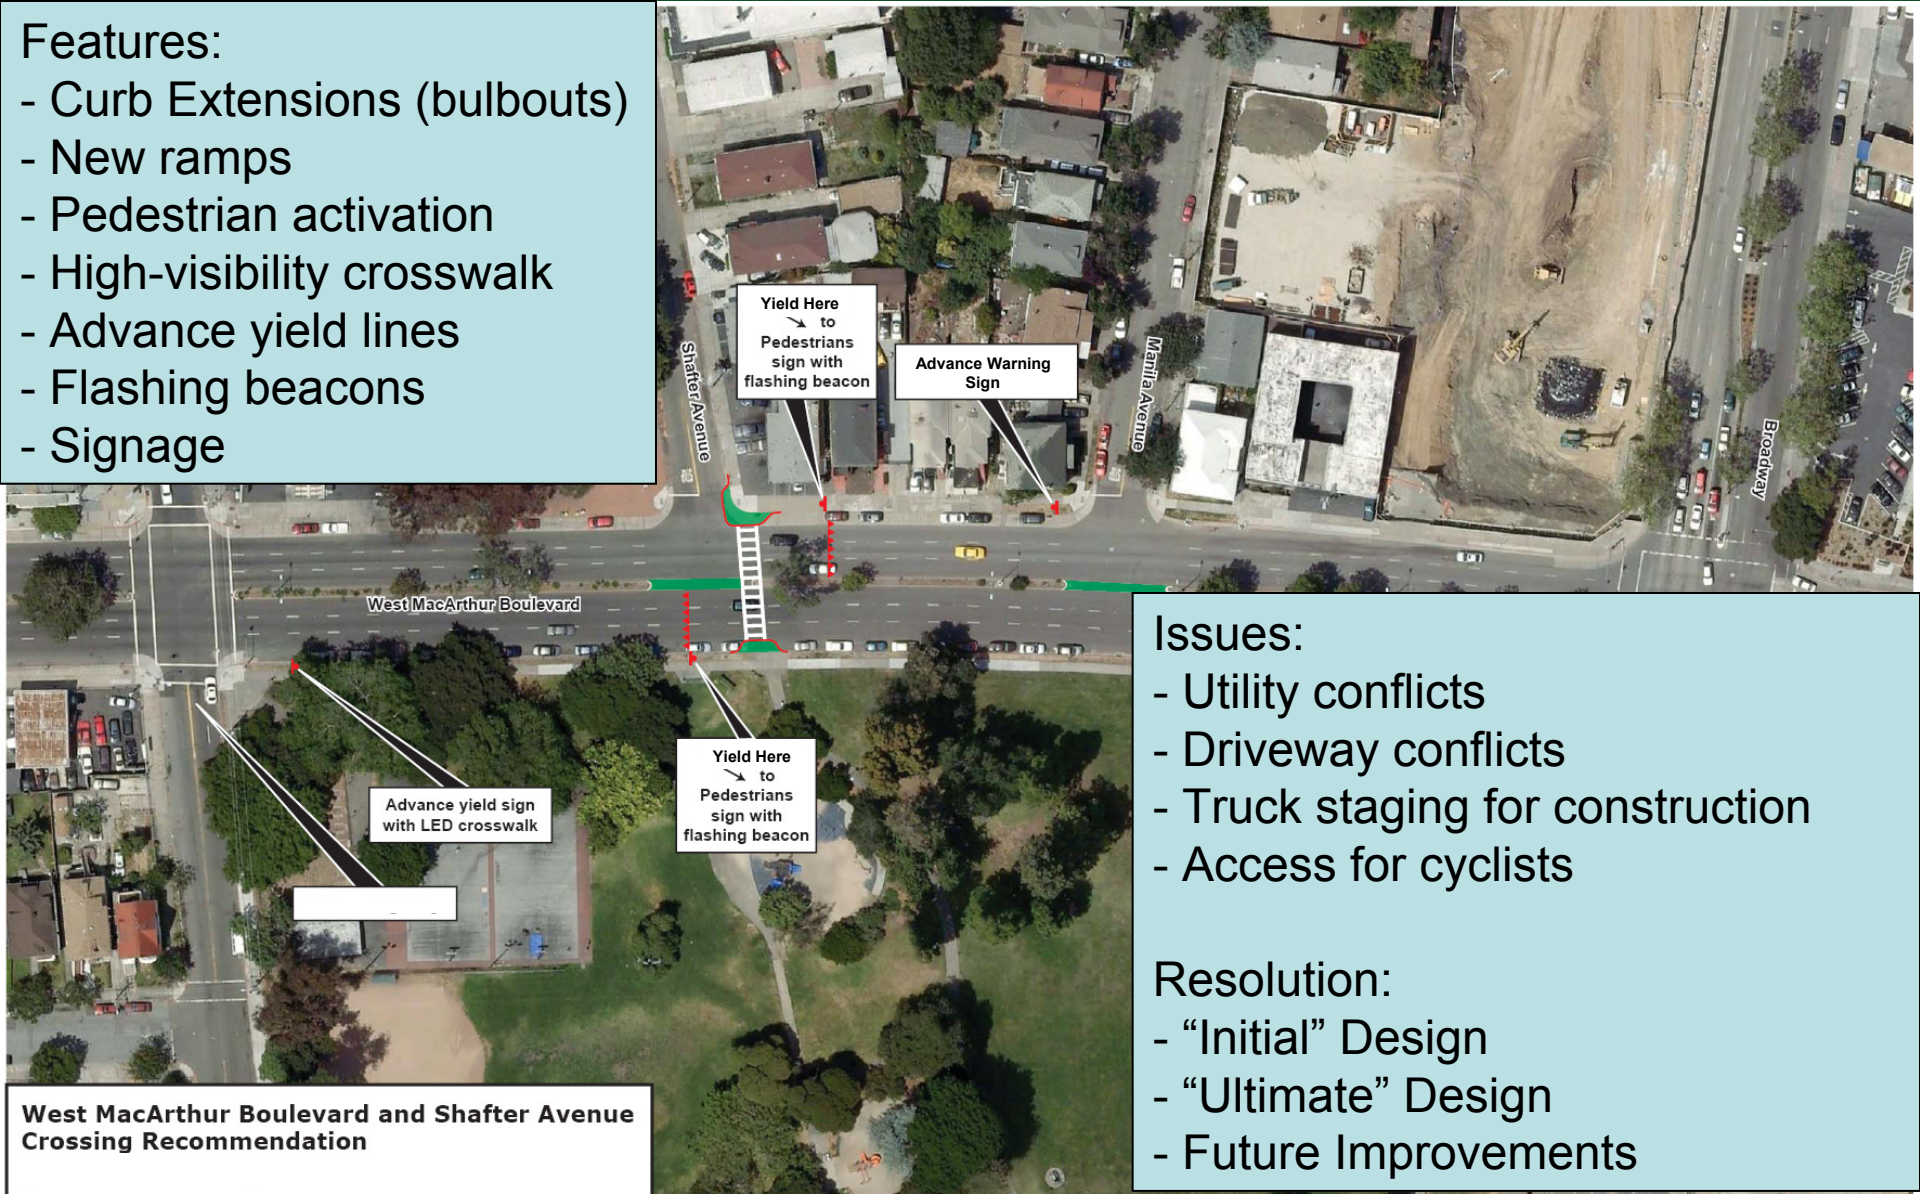 Features:
- Curb Extensions (bulbouts)
- New ramps
- Pedestrian activation
- High-visibility crosswalk
- Advance yield lines
- Flashing beacons
- Signage
Yield Here
↘ to
Pedestrians
sign with
flashing beacon
Advance Warning
Sign
Shafter Avenue
Manila Avenue
Broadway
West MacArthur Boulevard
Advance yield sign
with LED crosswalk
Yield Here
↘ to
Pedestrians
sign with
flashing beacon
Issues:
- Utility conflicts
- Driveway conflicts
- Truck staging for construction
- Access for cyclists
Resolution:
- “Initial” Design
- “Ultimate” Design
- Future Improvements
West MacArthur Boulevard and Shafter Avenue
Crossing Recommendation